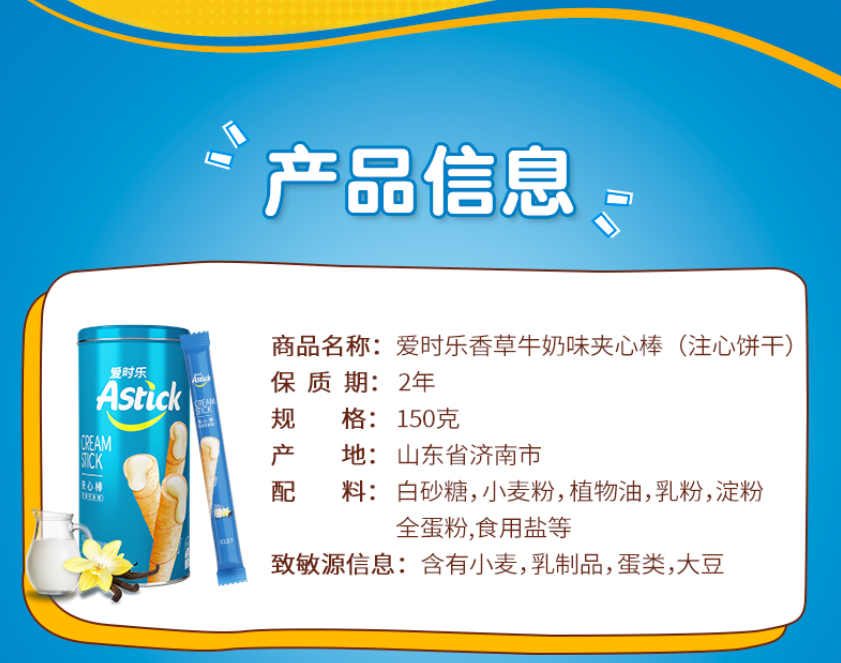 产品信息
商品名称：爱时乐香草牛奶味夹心棒（注心饼干）
保质期：2年
规格：150克
产地：山东省济南市
配料：白砂糖，小麦粉，植物油，乳粉，淀粉
全蛋粉,食用盐等
致敏源信息：含有小麦，乳制品，蛋类，大豆
爱时乐
Astick
CREAM
STICK
夹心棒
Astick
CREAM
STICK